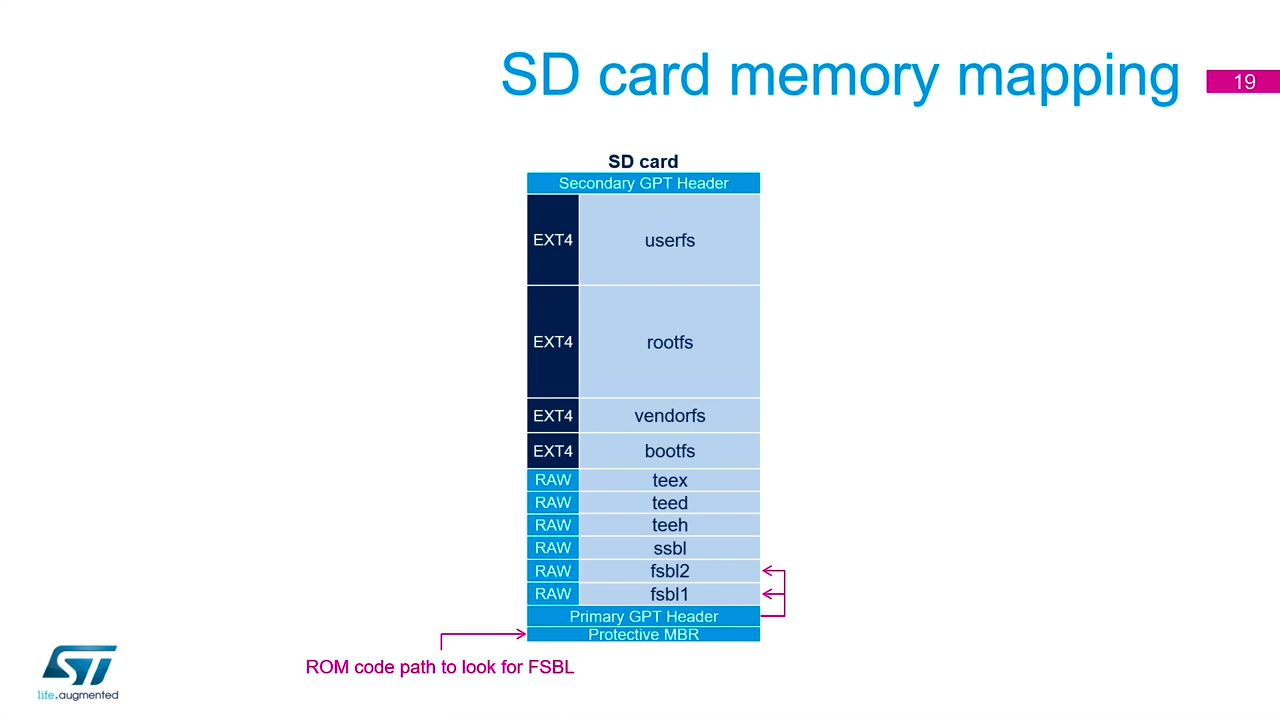 SD card memory mapping
19
SD card
Secondary GPT Header
EXT4 userfs
EXT4 rootfs
EXT4 vendorfs
EXT4 bootfs
RAW teex
RAW teed
RAW teeh
RAW ssbl
RAW fsbl2
RAW fsbl1
Primary GPT Header
Protective MBR
ROM code path to look for FSBL
ST
life.augmented